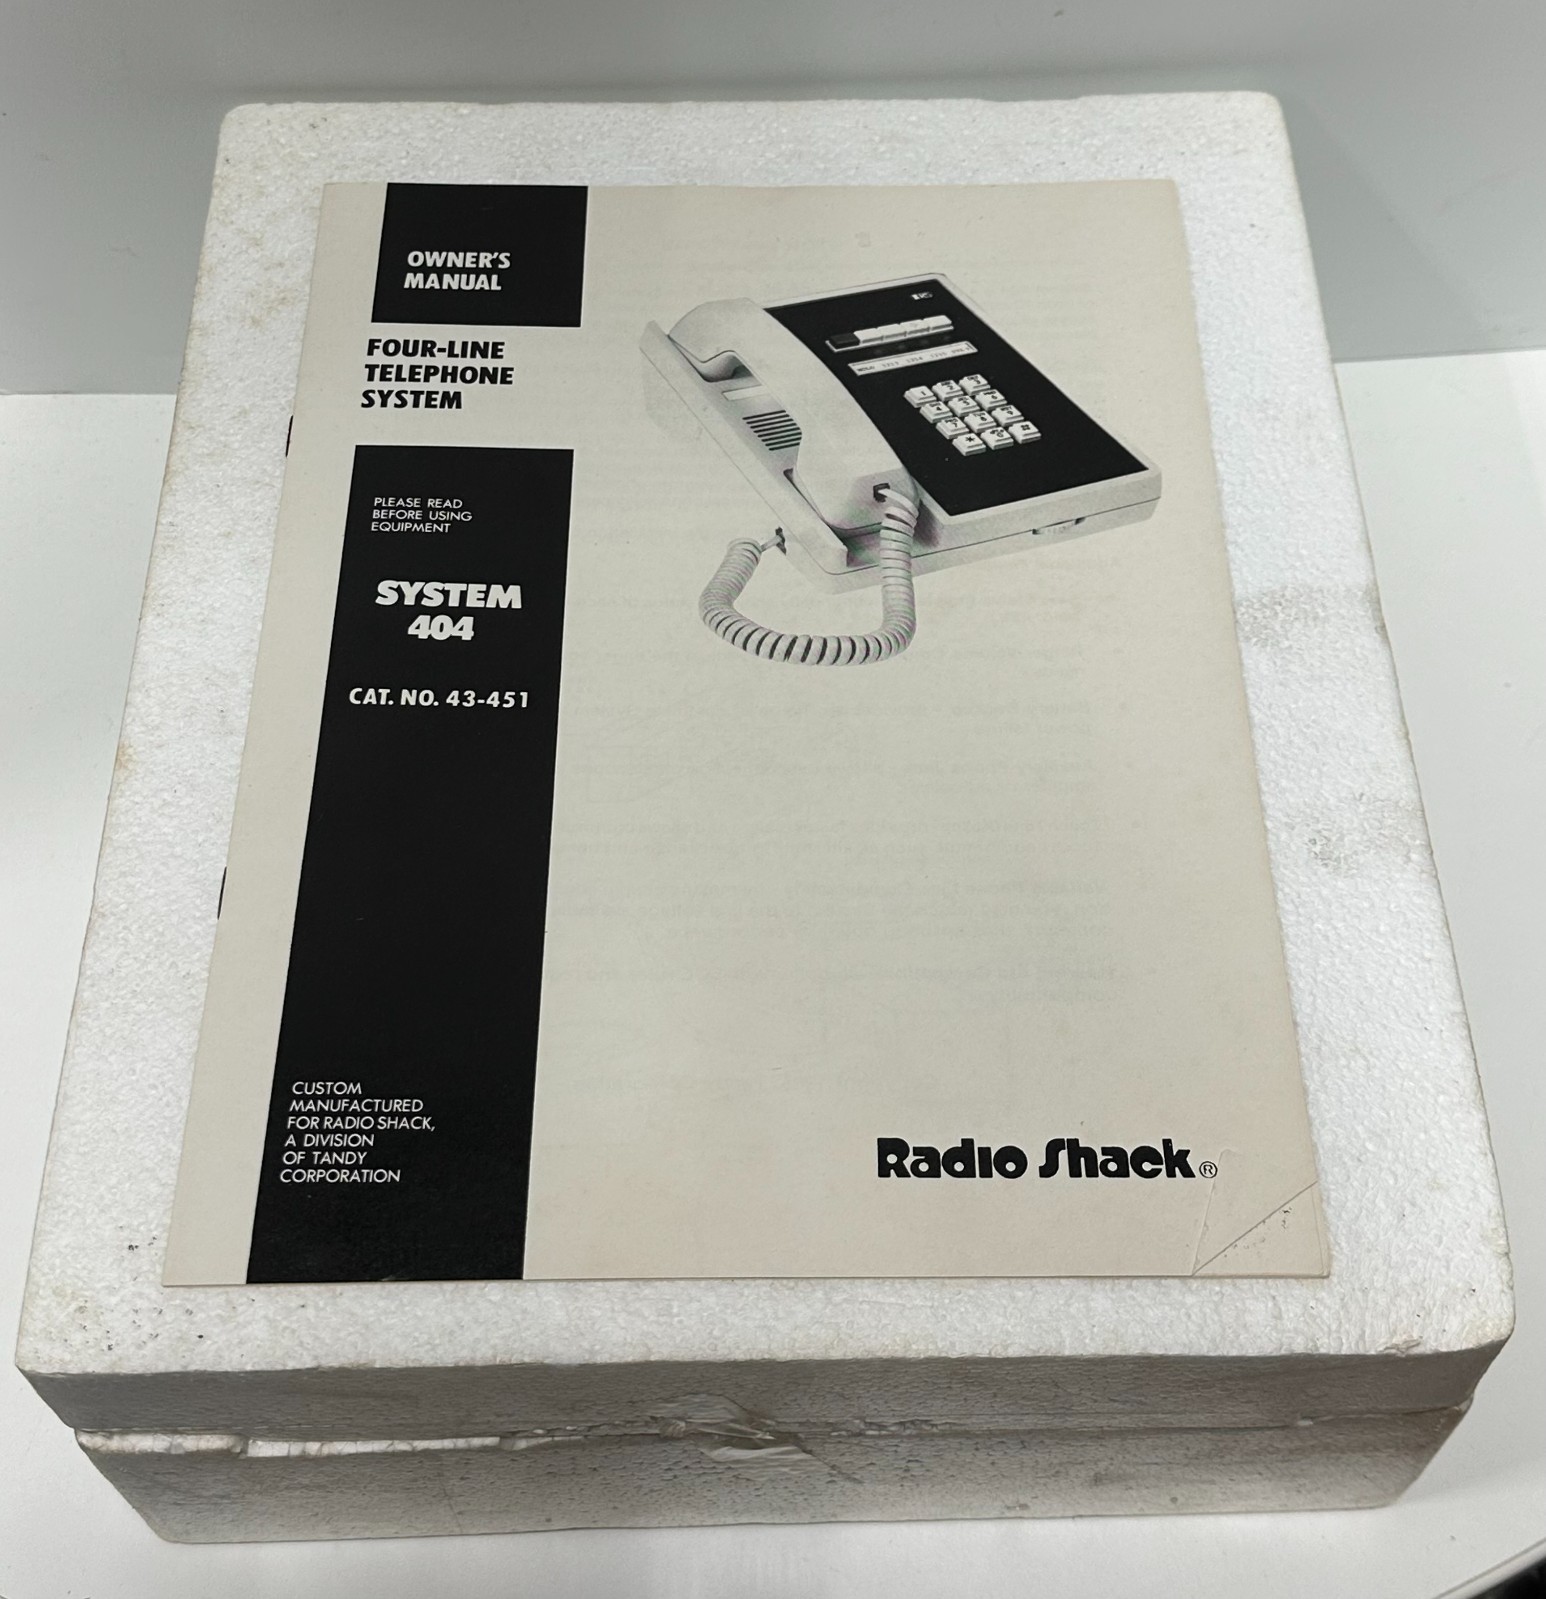 OWNER'S
MANUAL
FOUR-LINE
TELEPHONE
SYSTEM
PLEASE READ
BEFORE USING
EQUIPMENT
SYSTEM
404
CAT. NO. 43-451
CUSTOM
MANUFACTURED
FOR RADIO SHACK,
A DIVISION
OF TANDY
CORPORATION
Radio Shack®